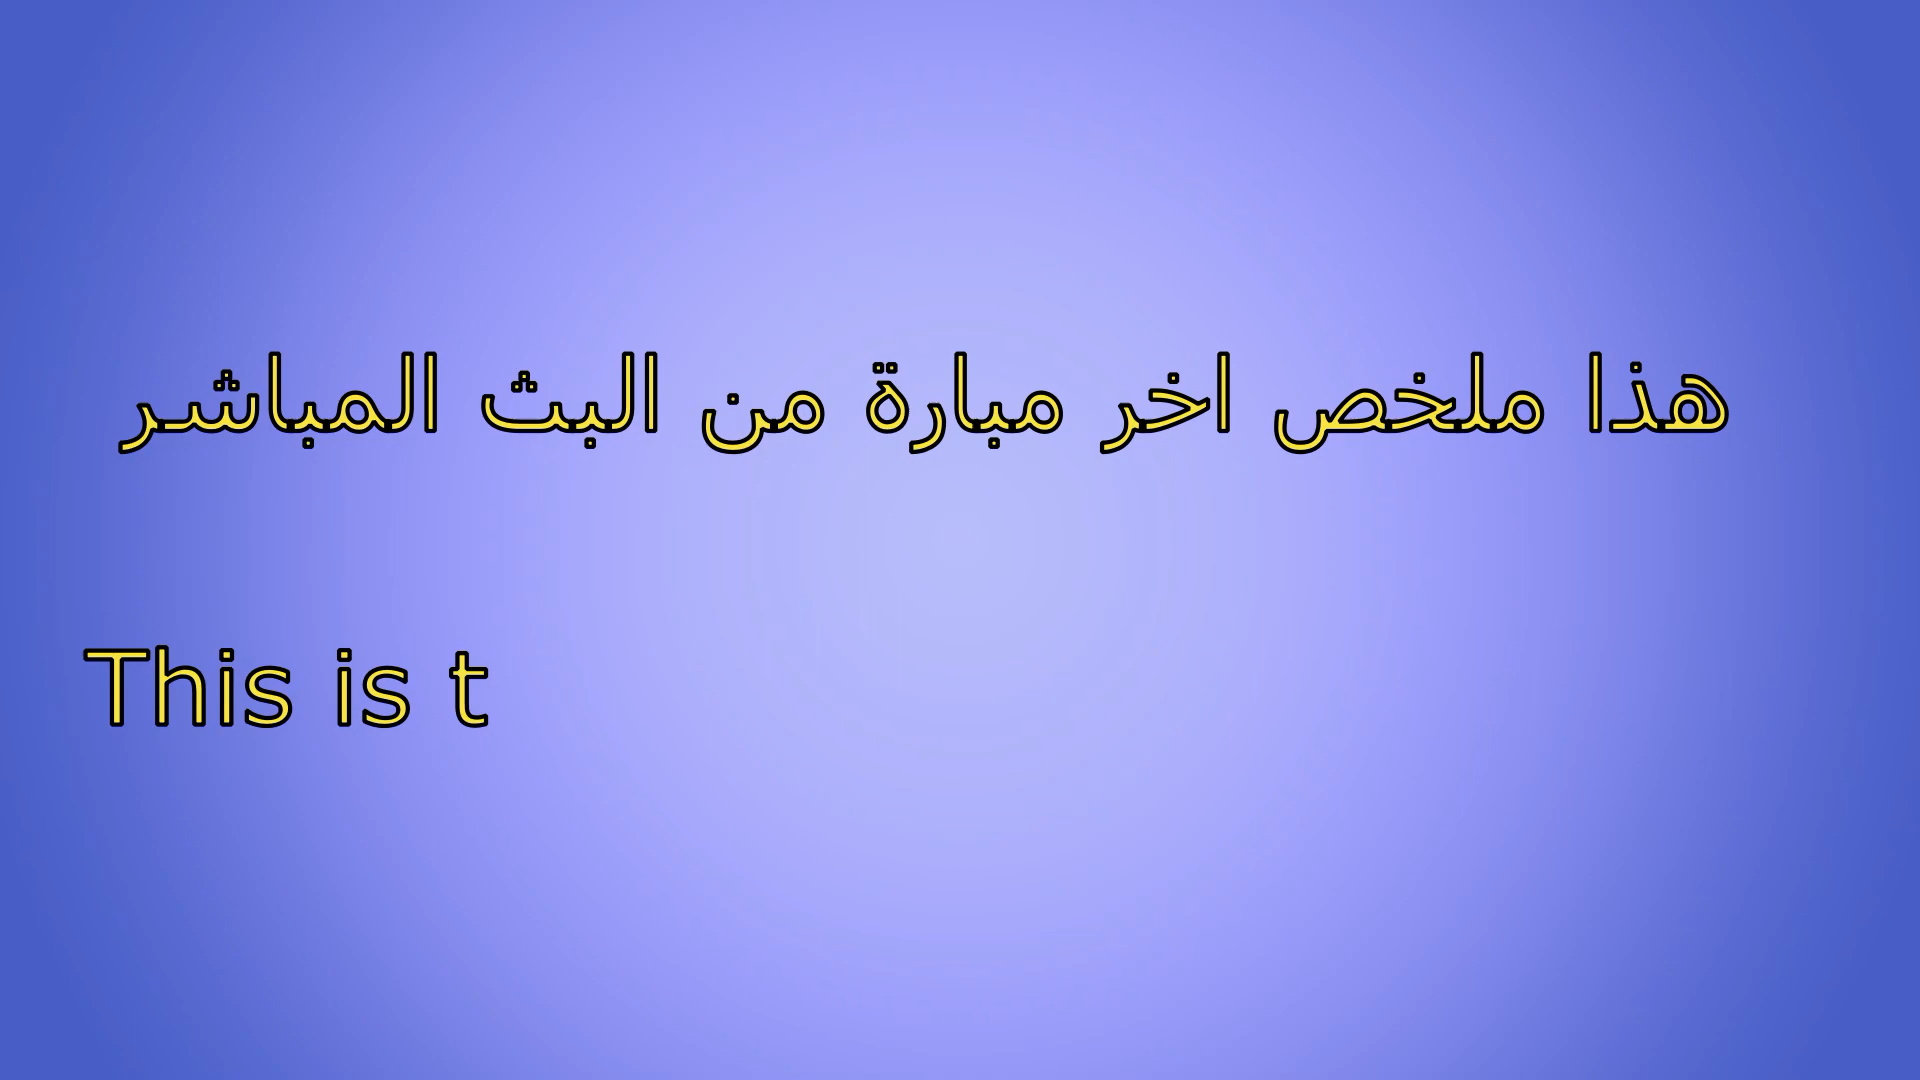 هذا ملخص اخر مبارة من البث المباشر
This is t